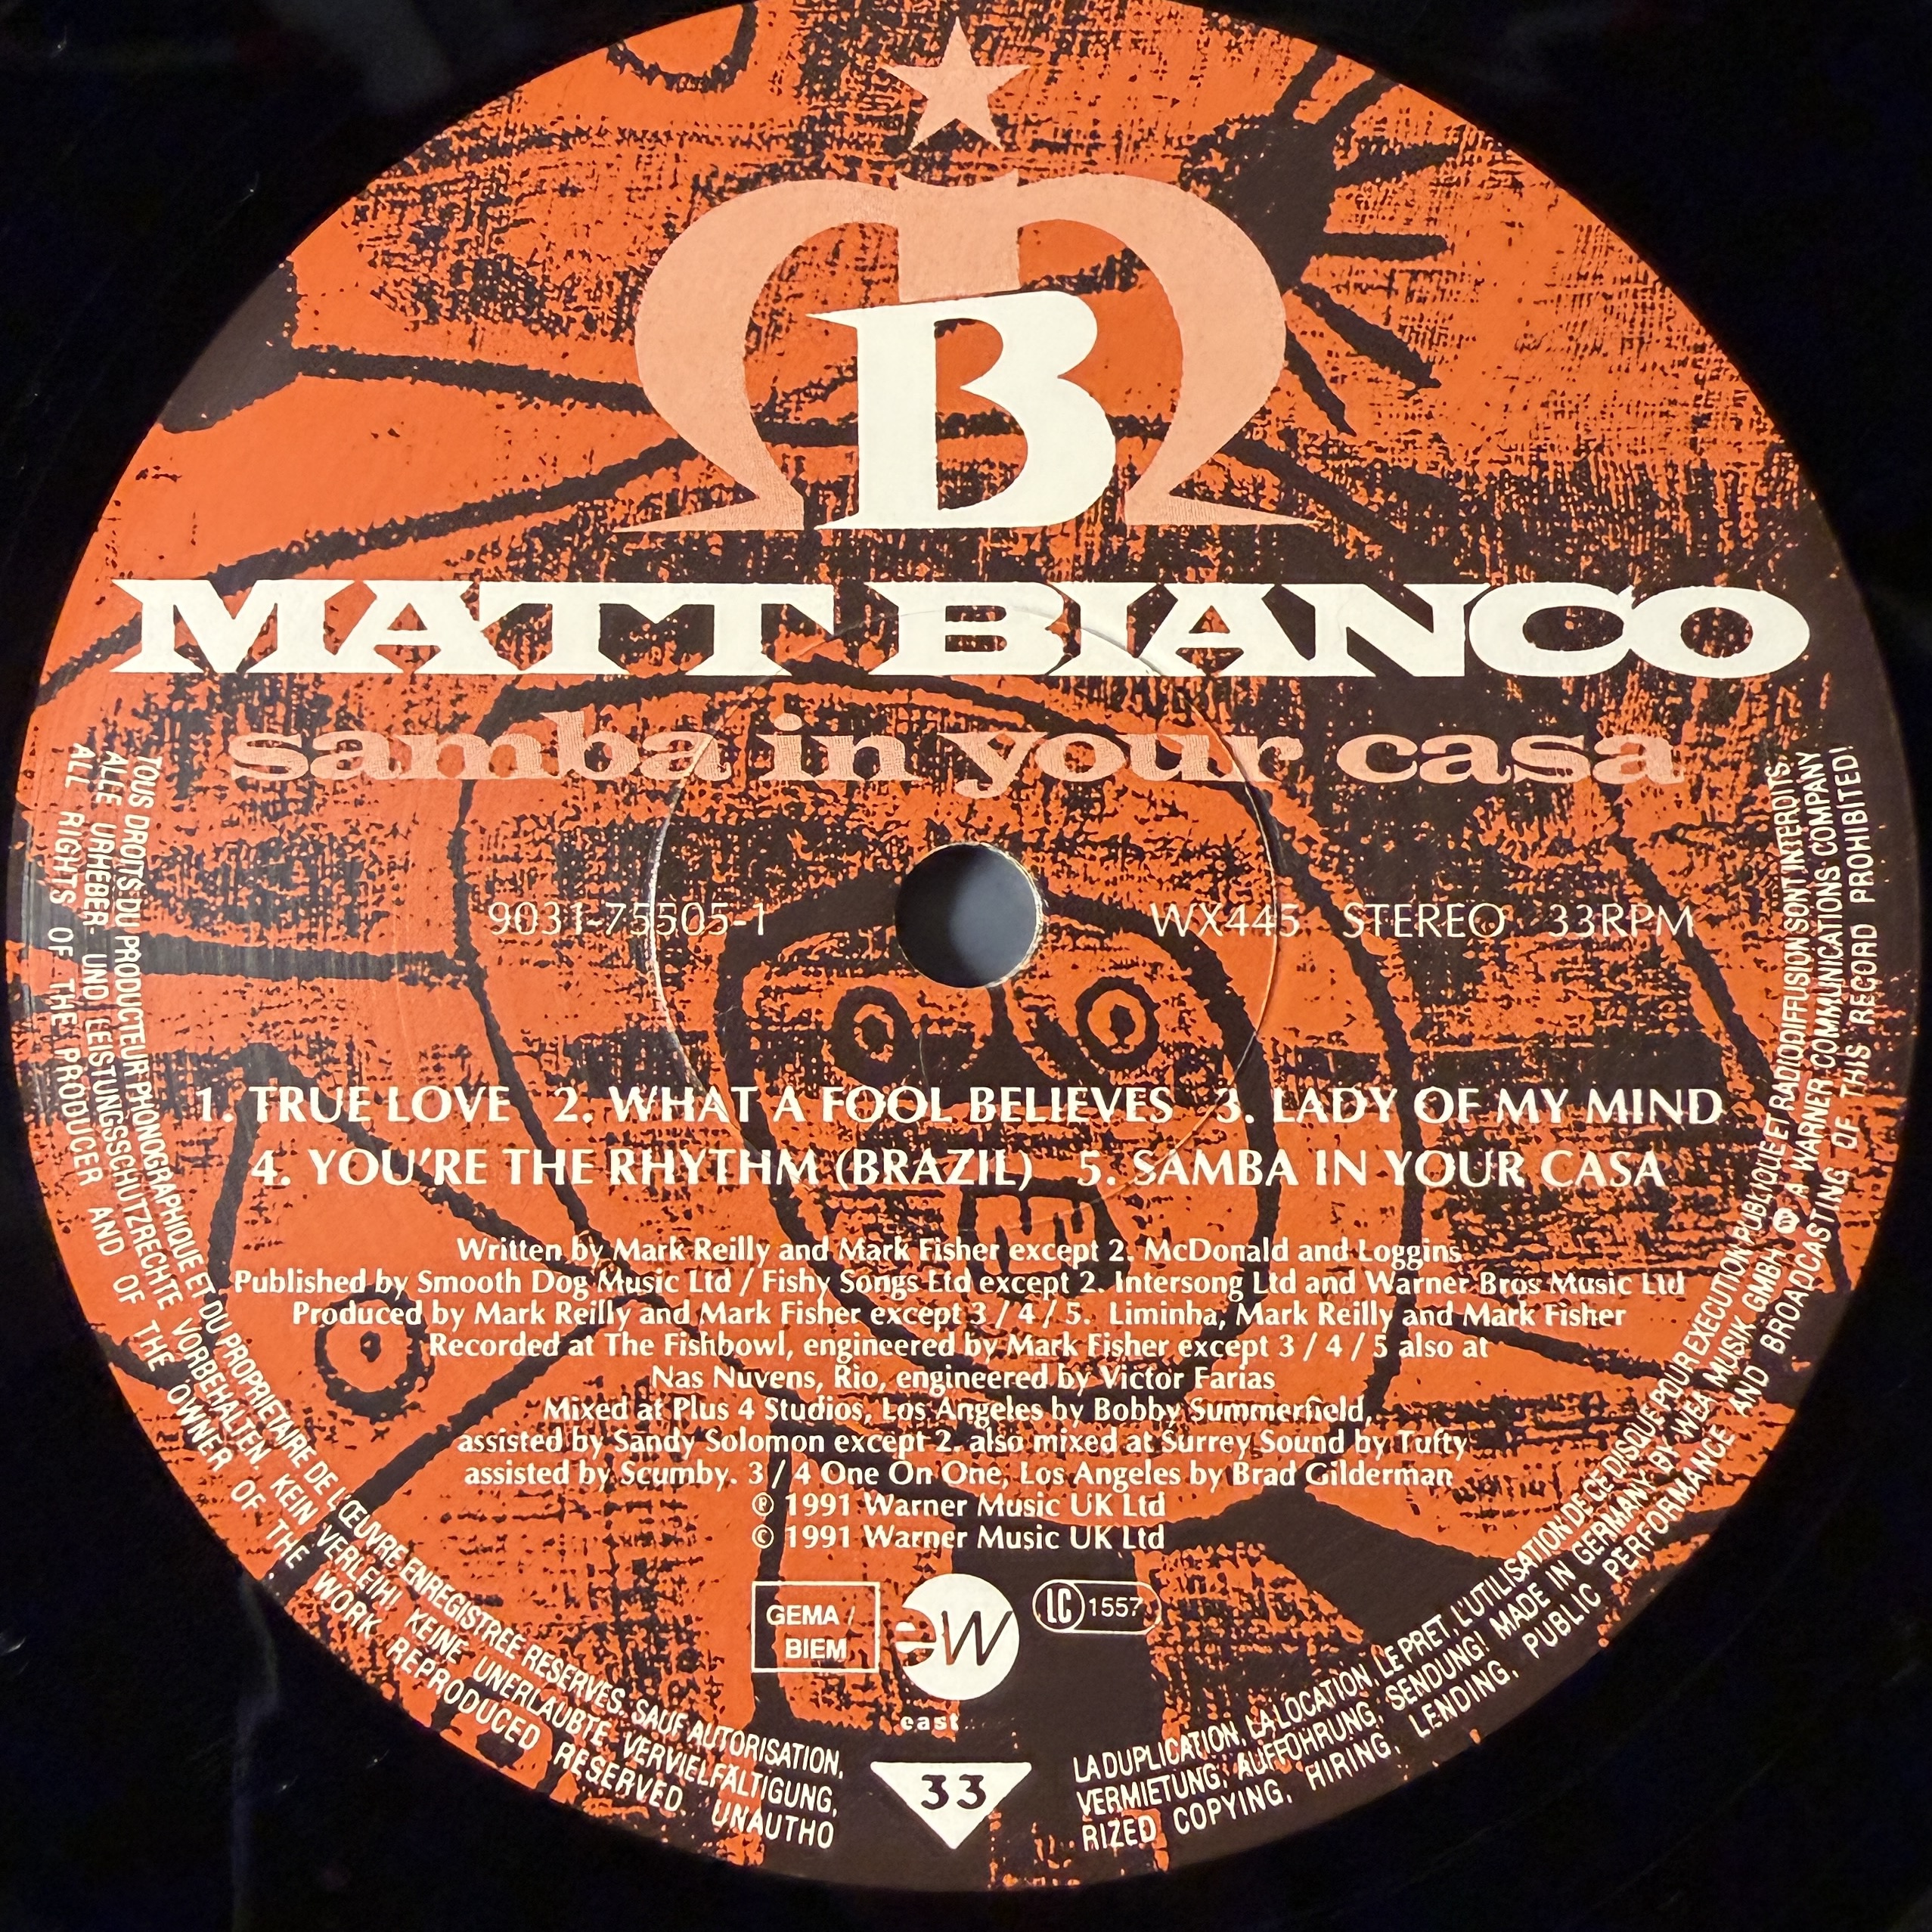 B
MATT BIANCO
samba in your casa
9031-75505-1 WX445 STEREO 33RPM
1. TRUE LOVE 2. WHAT A FOOL BELIEVES 3. LADY OF MY MIND
4. YOU'RE THE RHYTHM (BRAZIL) 5. SAMBA IN YOUR CASA
Written by Mark Reilly and Mark Fisher except 2. McDonald and Loggins
Published by Smooth Dog Music Ltd / Fishy Songs Ltd except 2. Intersong Ltd and Warner Bros Music Ltd
Produced by Mark Reilly and Mark Fisher except 3 / 4 / 5. Liminha, Mark Reilly and Mark Fisher
Recorded at The Fishbowl, engineered by Mark Fisher except 3 / 4 / 5 also at
Nas Nuvens, Rio, engineered by Victor Farias
Mixed at Plus 4 Studios, Los Angeles by Bobby Summerfield,
assisted by Sandy Solomon except 2. also mixed at Surrey Sound by Tufty
assisted by Scumby. 3 / 4 One On One, Los Angeles by Brad Gilderman
℗ 1991 Warner Music UK Ltd
© 1991 Warner Music UK Ltd
GEMA /
BIEM
ew
east
LC 1557
33
TOUS DROITS DU PRODUCTEUR PHONOGRAPHIQUE ET DU PROPRIETAIRE DE L'ŒUVRE ENREGISTREE RESERVES. SAUF AUTORISATION, LA DUPLICATION, LA LOCATION, LE PRET, L'UTILISATION DE CE DISQUE POUR EXECUTION PUBLIQUE ET RADIODIFFUSION SONT INTERDITS.
ALLE URHEBER- UND LEISTUNGSSCHUTZRECHTE VORBEHALTEN. KEIN VERLEIH! KEINE UNERLAUBTE VERVIELFÄLTIGUNG, VERMIETUNG, AUFFÜHRUNG, SENDUNG! MADE IN GERMANY BY WEA MUSIK GMBH A WARNER COMMUNICATIONS COMPANY
ALL RIGHTS OF THE PRODUCER AND OF THE OWNER OF THE WORK REPRODUCED RESERVED. UNAUTHORIZED COPYING, HIRING, LENDING, PUBLIC PERFORMANCE AND BROADCASTING OF THIS RECORD PROHIBITED!